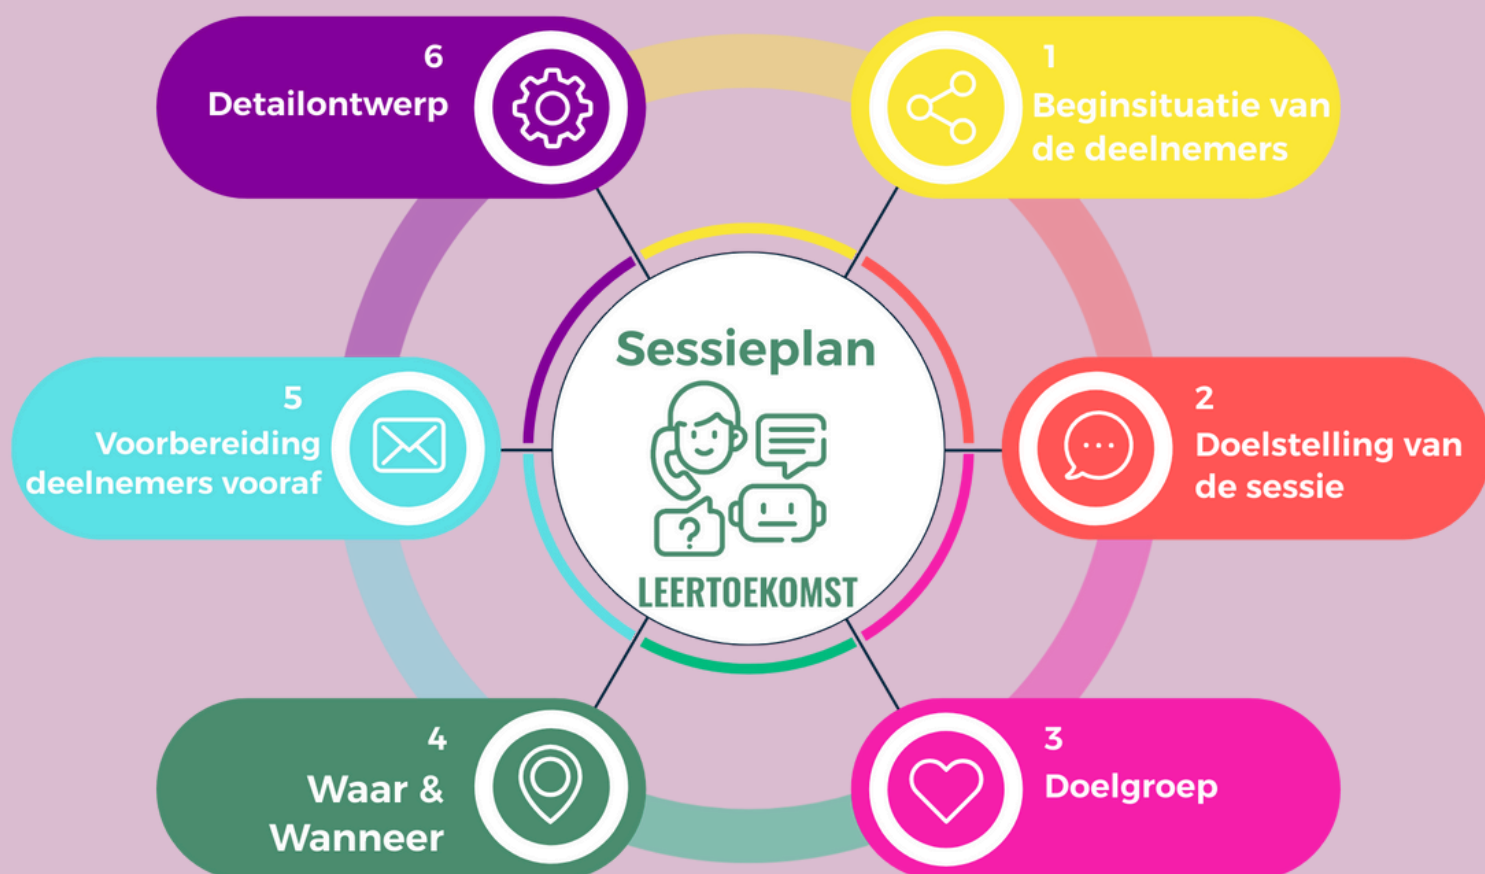 Sessieplan
LEERTOEKOMST
1
Beginsituatie van
de deelnemers
2
Doelstelling van
de sessie
3
Doelgroep
4
Waar &
Wanneer
5
Voorbereiding
deelnemers vooraf
6
Detailontwerp
?